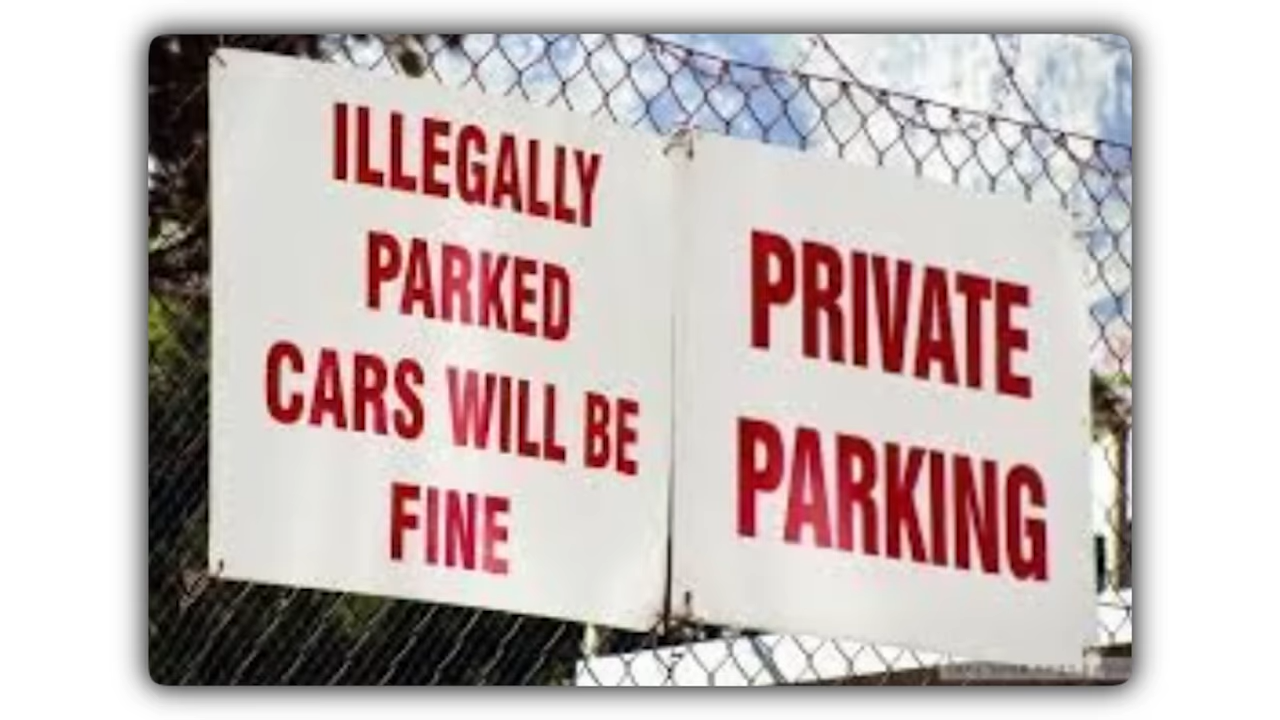 ILLEGALLY
PARKED
CARS WILL BE
FINE
PRIVATE
PARKING